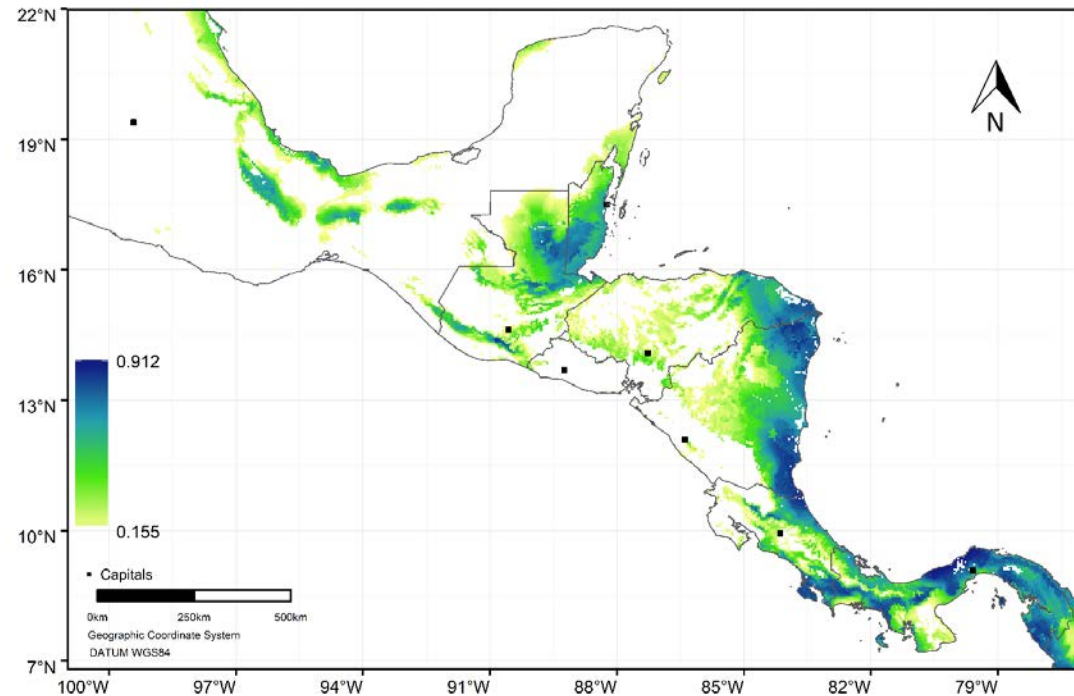 22°N
19°N
16°N
13°N
10°N
7°N
N
0.912
0.155
Capitals
0km 250km 500km
Geographic Coordinate System
DATUM WGS84
100°W 97°W 94°W 91°W 88°W 85°W 82°W 79°W